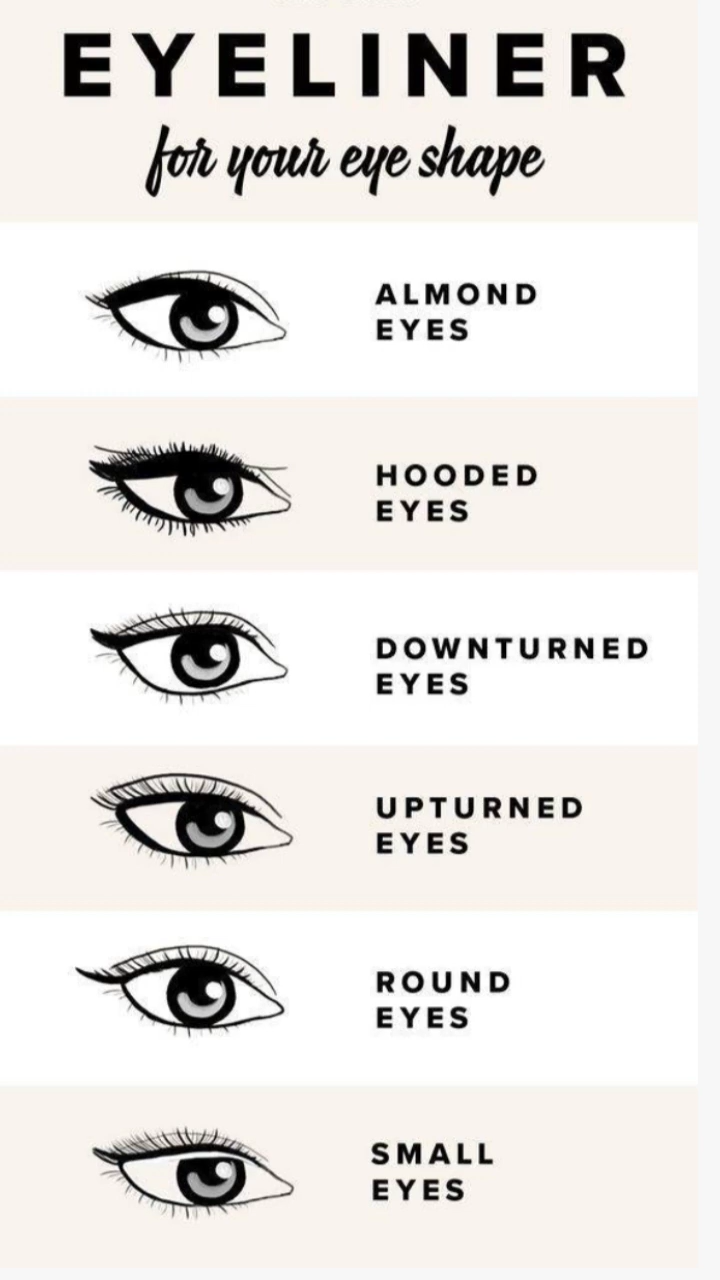 EYELINER
for your eye shape
ALMOND
EYES
HOODED
EYES
DOWNTURNED
EYES
UPTURNED
EYES
ROUND
EYES
SMALL
EYES